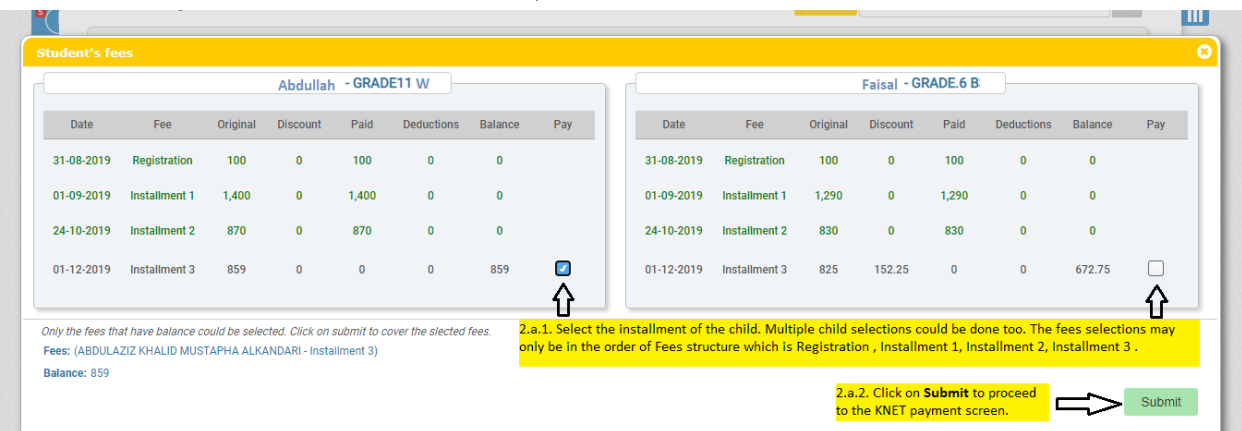 5
Student's fees
Abdullah - GRADE11 W
Date Fee Original Discount Paid Deductions Balance Pay
31-08-2019 Registration 100 0 100 0 0
01-09-2019 Installment 1 1,400 0 1,400 0 0
24-10-2019 Installment 2 870 0 870 0 0
01-12-2019 Installment 3 859 0 0 0 859
Faisal - GRADE.6 B
Date Fee Original Discount Paid Deductions Balance Pay
31-08-2019 Registration 100 0 100 0 0
01-09-2019 Installment 1 1,290 0 1,290 0 0
24-10-2019 Installment 2 830 0 830 0 0
01-12-2019 Installment 3 825 152.25 0 0 672.75
Only the fees that have balance could be selected. Click on submit to cover the slected fees.
Fees: (ABDULAZIZ KHALID MUSTAPHA ALKANDARI - Installment 3)
Balance: 859
2.a.1. Select the installment of the child. Multiple child selections could be done too. The fees selections may
only be in the order of Fees structure which is Registration , Installment 1, Installment 2, Installment 3 .
2.a.2. Click on Submit to proceed
to the KNET payment screen.
Submit